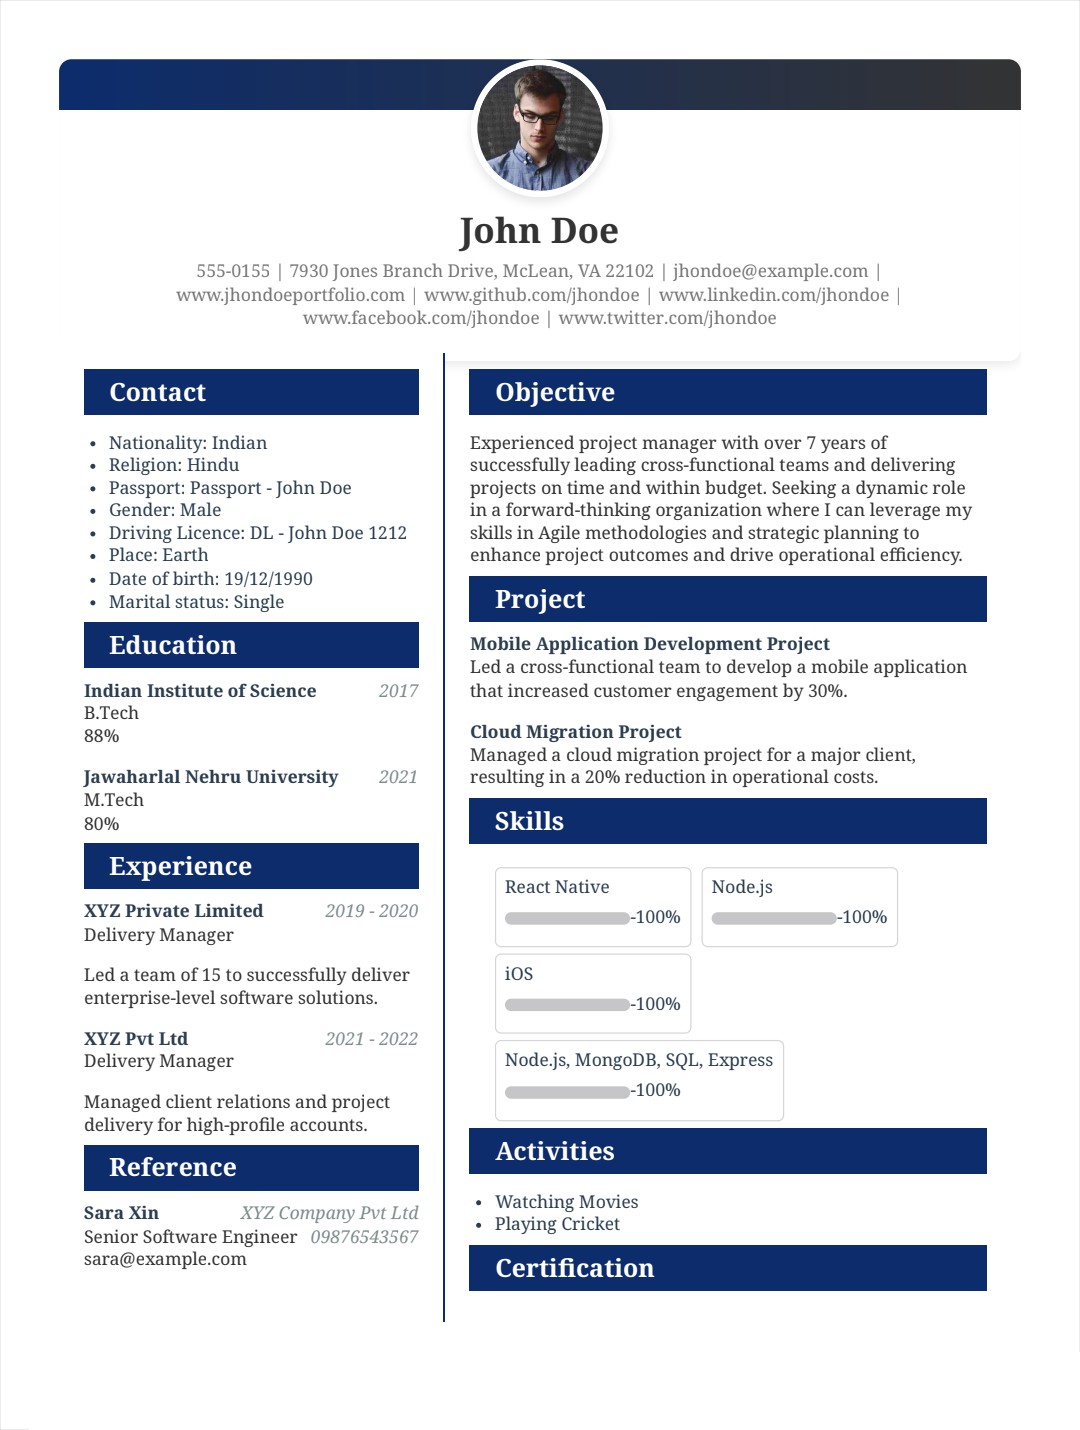 John Doe
555-0155 | 7930 Jones Branch Drive, McLean, VA 22102 | jhondoe@example.com |
www.jhondoeportfolio.com | www.github.com/jhondoe | www.linkedin.com/jhondoe |
www.facebook.com/jhondoe | www.twitter.com/jhondoe
Contact
• Nationality: Indian
• Religion: Hindu
• Passport: Passport - John Doe
• Gender: Male
• Driving Licence: DL - John Doe 1212
• Place: Earth
• Date of birth: 19/12/1990
• Marital status: Single
Education
Indian Institute of Science 2017
B.Tech
88%
Jawaharlal Nehru University 2021
M.Tech
80%
Experience
XYZ Private Limited 2019 - 2020
Delivery Manager
Led a team of 15 to successfully deliver
enterprise-level software solutions.
XYZ Pvt Ltd 2021 - 2022
Delivery Manager
Managed client relations and project
delivery for high-profile accounts.
Reference
Sara Xin XYZ Company Pvt Ltd
Senior Software Engineer 09876543567
sara@example.com
Objective
Experienced project manager with over 7 years of
successfully leading cross-functional teams and delivering
projects on time and within budget. Seeking a dynamic role
in a forward-thinking organization where I can leverage my
skills in Agile methodologies and strategic planning to
enhance project outcomes and drive operational efficiency.
Project
Mobile Application Development Project
Led a cross-functional team to develop a mobile application
that increased customer engagement by 30%.
Cloud Migration Project
Managed a cloud migration project for a major client,
resulting in a 20% reduction in operational costs.
Skills
React Native
-100%
Node.js
-100%
iOS
-100%
Node.js, MongoDB, SQL, Express
-100%
Activities
• Watching Movies
• Playing Cricket
Certification